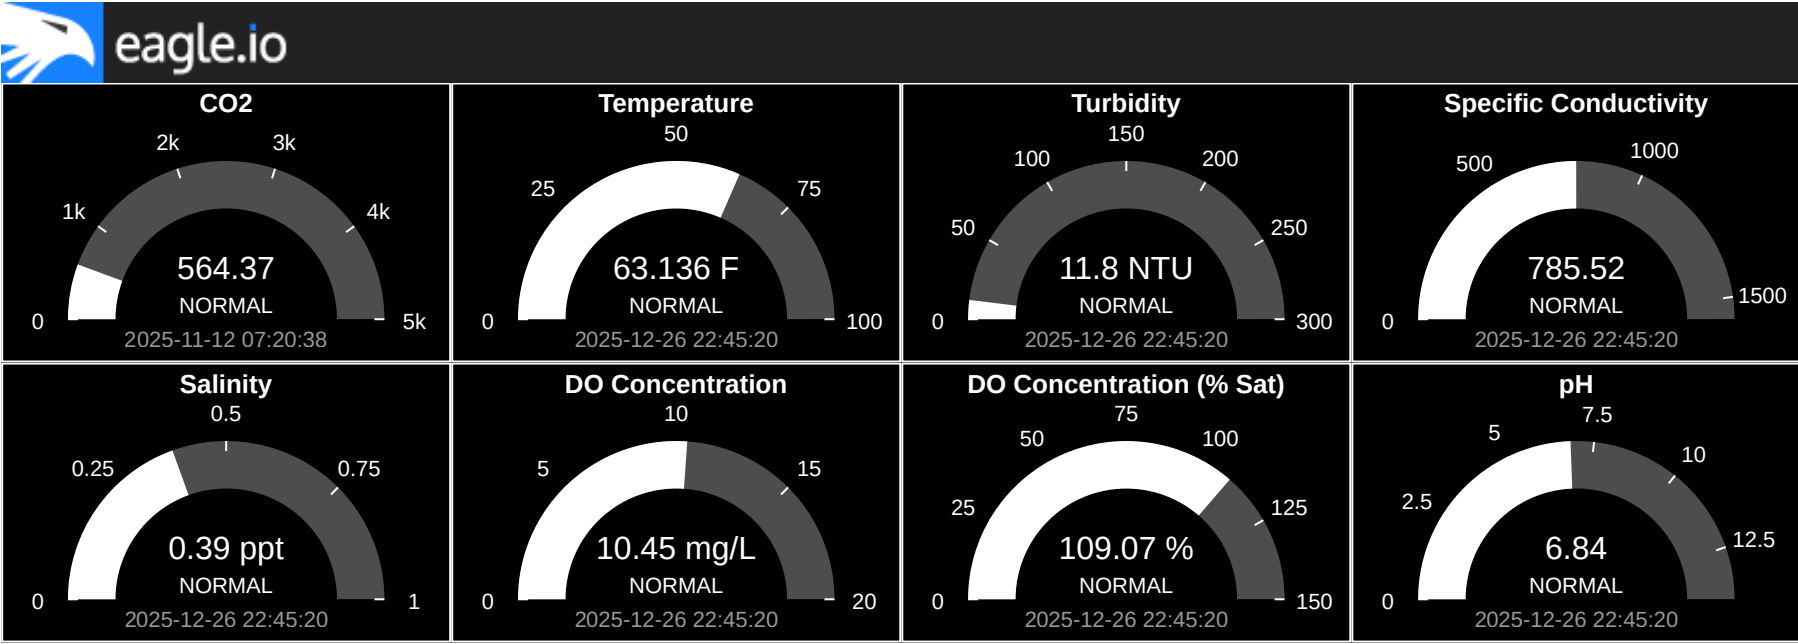 eagle.io
CO2
2k 3k
1k 4k
564.37
NORMAL
0 5k
2025-11-12 07:20:38
Temperature
50
25 75
63.136 F
NORMAL
0 100
2025-12-26 22:45:20
Turbidity
150
100 200
50 250
11.8 NTU
NORMAL
0 300
2025-12-26 22:45:20
Specific Conductivity
500 1000
785.52
1500
NORMAL
0
2025-12-26 22:45:20
Salinity
0.5
0.25 0.75
0.39 ppt
NORMAL
0 1
2025-12-26 22:45:20
DO Concentration
10
5 15
10.45 mg/L
NORMAL
0 20
2025-12-26 22:45:20
DO Concentration (% Sat)
75
50 100
25 125
109.07 %
NORMAL
0 150
2025-12-26 22:45:20
pH
7.5
5 10
2.5 12.5
6.84
NORMAL
0
2025-12-26 22:45:20